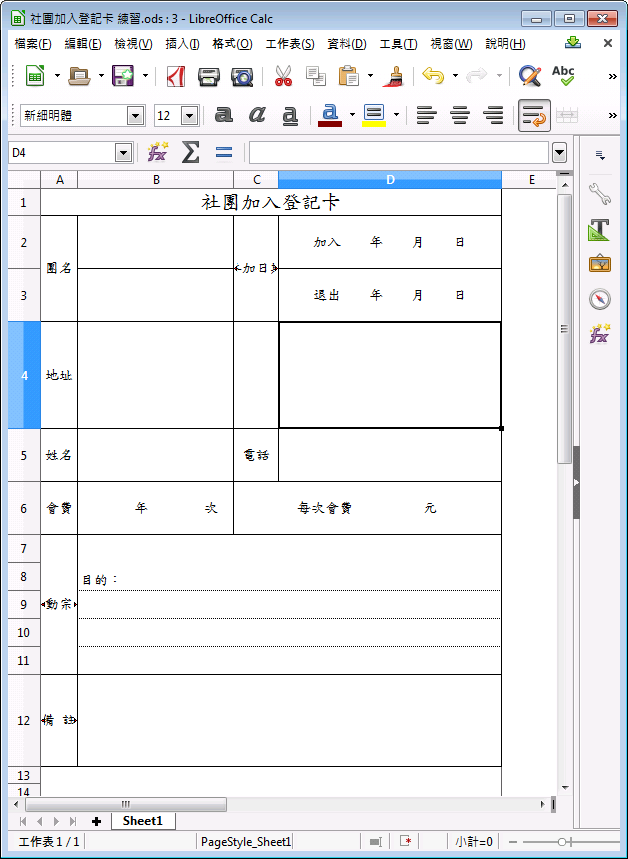 社團加入登記卡 練習.ods : 3 - LibreOffice Calc
檔案(F) 編輯(E) 檢視(V) 插入(I) 格式(O) 工作表(S) 資料(D) 工具(T) 視窗(W) 說明(H)
Abc
新細明體 12
D4
A B C D E
1 社團加入登記卡
2 加入 年 月 日
團名 加日
3 退出 年 月 日
4 地址
5 姓名 電話
6 會費 年 次 每次會費 元
7
8 目的：
9 動宗
10
11
12 備 註
13
14
Sheet1
工作表 1 / 1 PageStyle_Sheet1 小計=0